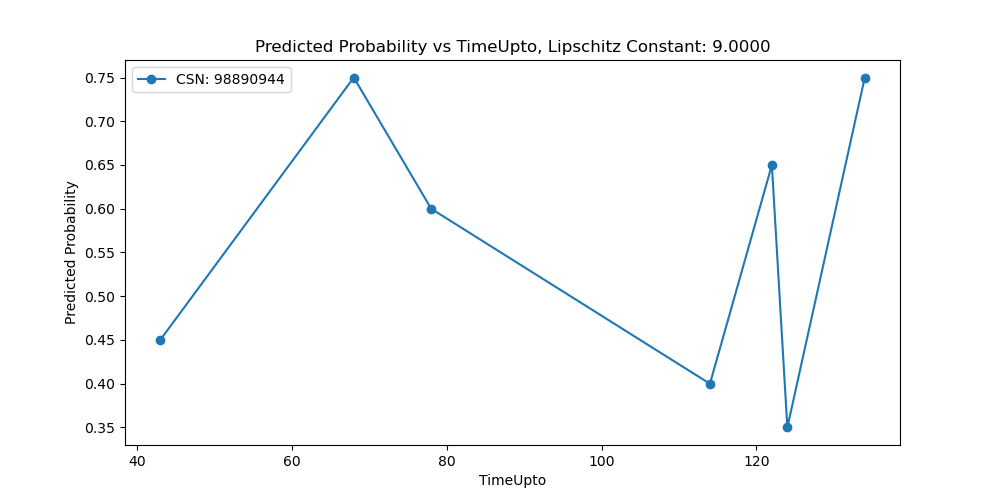 Predicted Probability vs TimeUpto, Lipschitz Constant: 9.0000
CSN: 98890944
Predicted Probability
0.75
0.70
0.65
0.60
0.55
0.50
0.45
0.40
0.35
40 60 80 100 120
TimeUpto